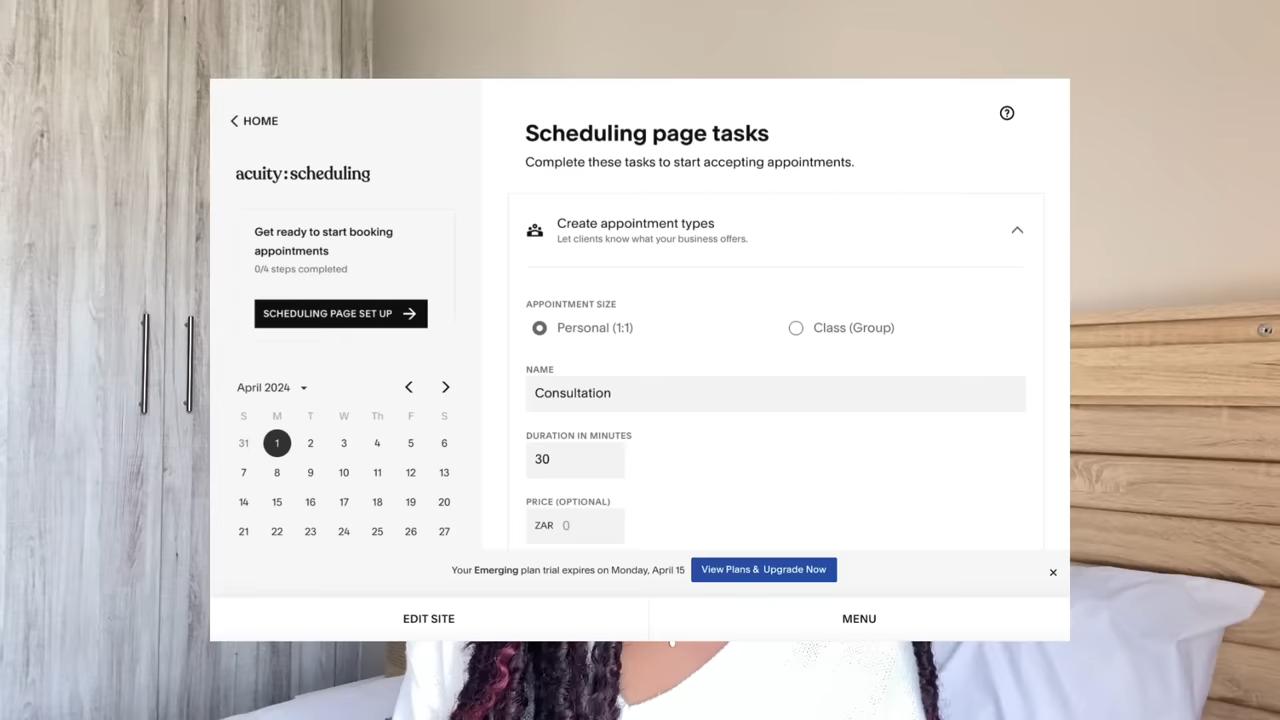 HOME
acuity:scheduling
Get ready to start booking
appointments
0/4 steps completed
SCHEDULING PAGE SET UP
April 2024
S M T W Th F S
31 1 2 3 4 5 6
7 8 9 10 11 12 13
14 15 16 17 18 19 20
21 22 23 24 25 26 27
Scheduling page tasks
Complete these tasks to start accepting appointments.
Create appointment types
Let clients know what your business offers.
APPOINTMENT SIZE
Personal (1:1) Class (Group)
NAME
Consultation
DURATION IN MINUTES
30
PRICE (OPTIONAL)
ZAR 0
Your Emerging plan trial expires on Monday, April 15 View Plans & Upgrade Now
EDIT SITE MENU